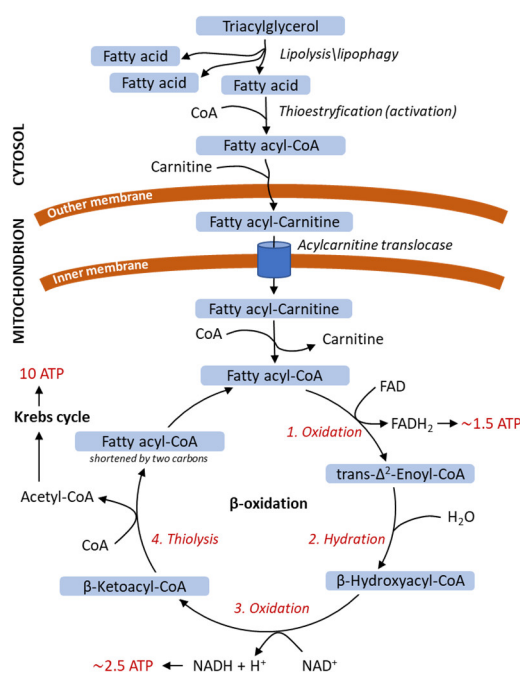 Triacylglycerol
Lipolysis\lipophagy
Fatty acid
Fatty acid
Fatty acid
CoA
Thioestryfication (activation)
Fatty acyl-CoA
CYTOSOL
Carnitine
Outher membrane
Fatty acyl-Carnitine
Acylcarnitine translocase
Inner membrane
MITOCHONDRION
Fatty acyl-Carnitine
CoA
Carnitine
10 ATP
Fatty acyl-CoA
FAD
Krebs cycle
1. Oxidation
FADH₂
~1.5 ATP
Fatty acyl-CoA
shortened by two carbons
trans-Δ²-Enoyl-CoA
Acetyl-CoA
β-oxidation
H₂O
CoA
4. Thiolysis
2. Hydration
β-Ketoacyl-CoA
β-Hydroxyacyl-CoA
3. Oxidation
~2.5 ATP
NADH + H⁺
NAD⁺